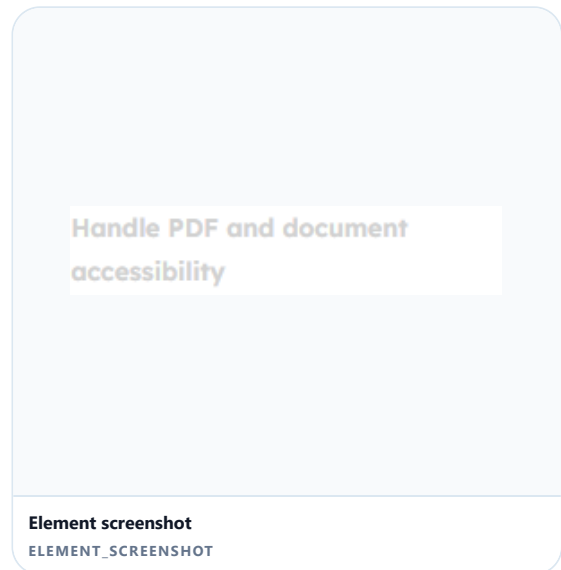 Handle PDF and document
accessibility
Element screenshot
ELEMENT_SCREENSHOT